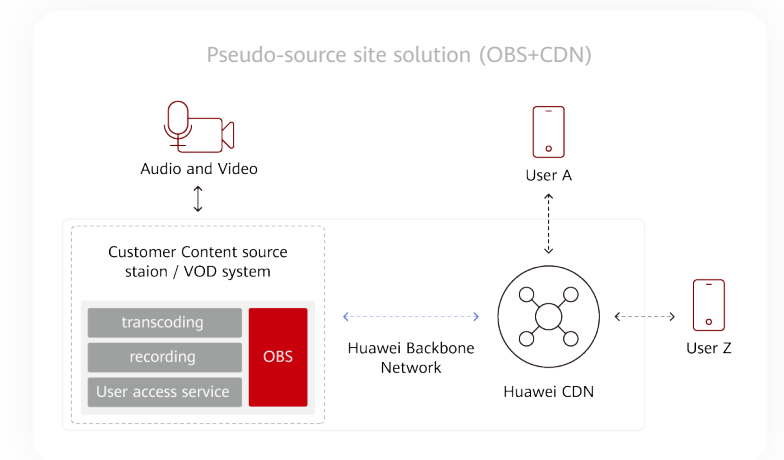 Pseudo-source site solution (OBS+CDN)
Audio and Video
User A
Customer Content source
staion / VOD system
transcoding
recording
User access service
OBS
Huawei Backbone
Network
Huawei CDN
User Z